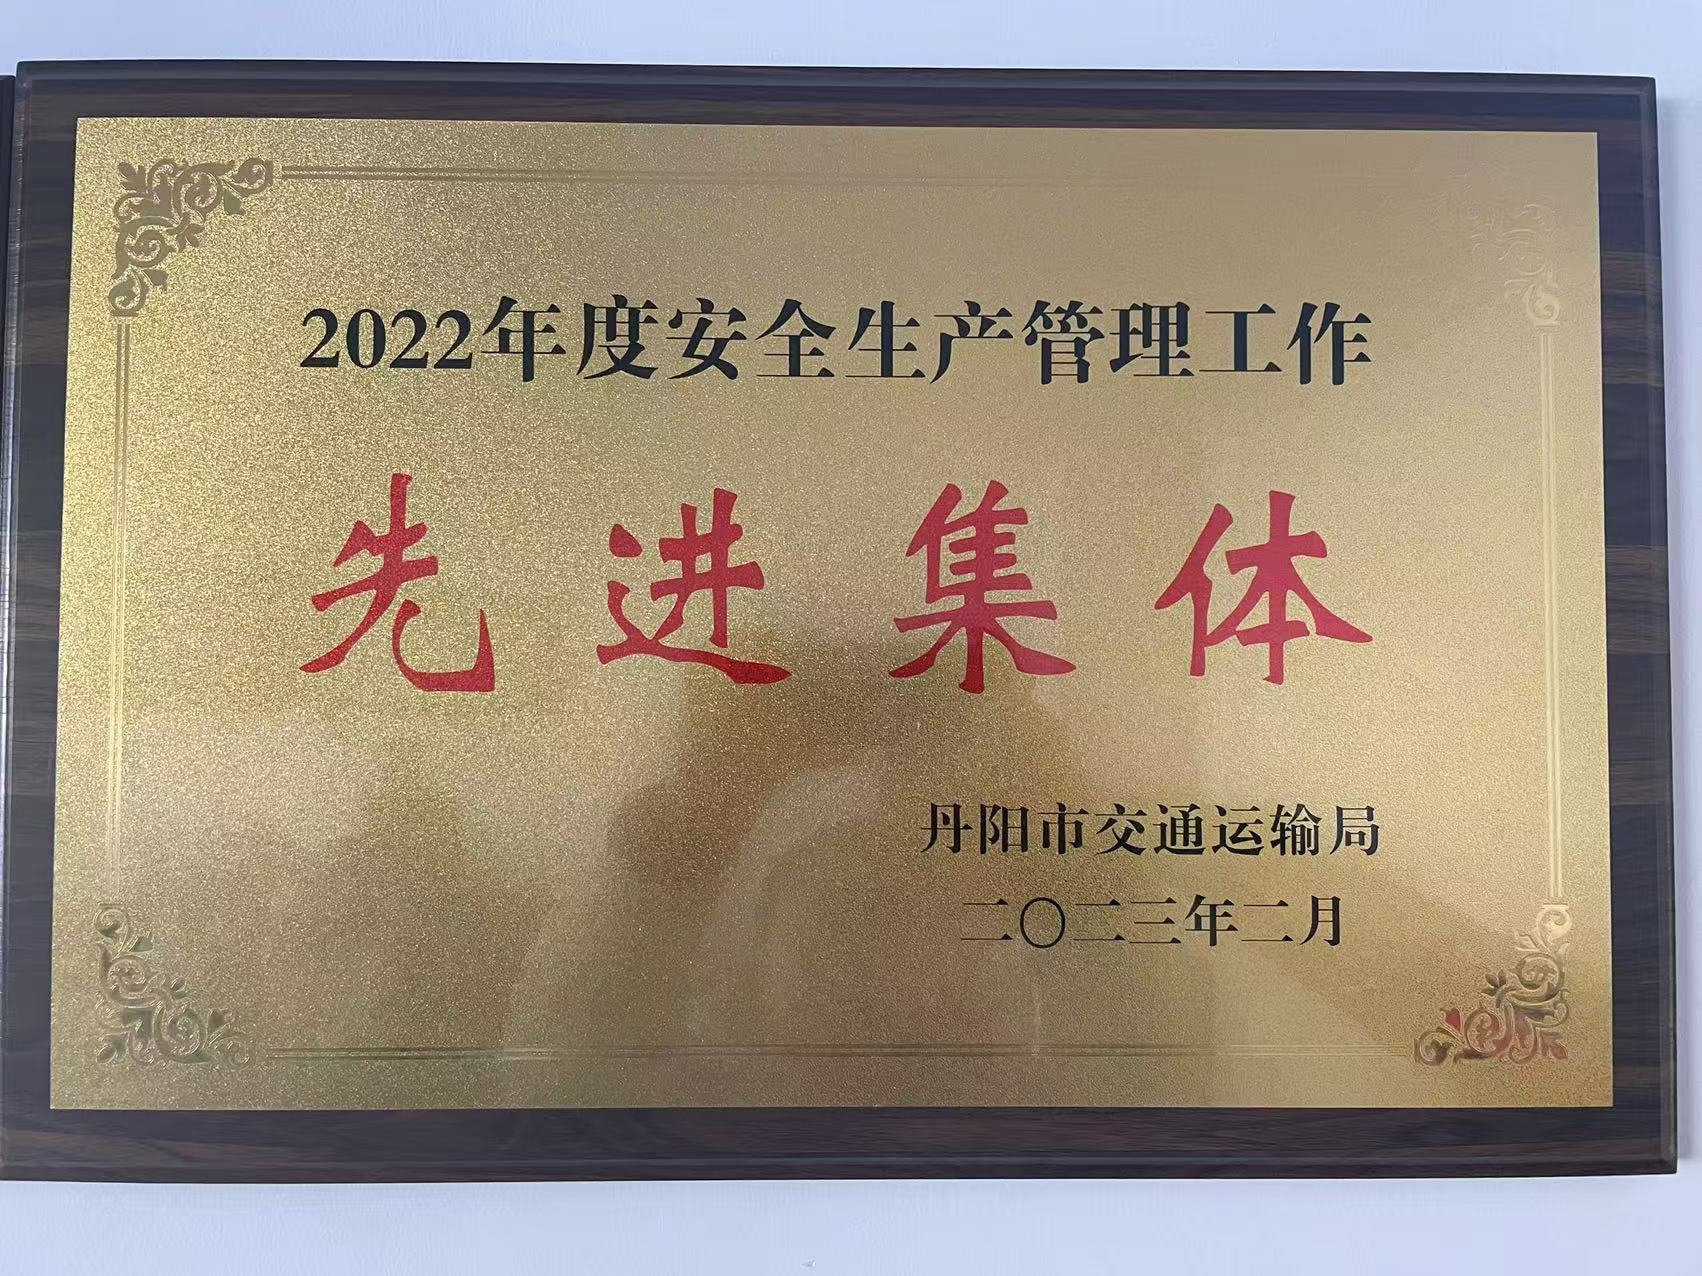 2022年度安全生产管理工作
先进集体
丹阳市交通运输局
二〇二三年二月